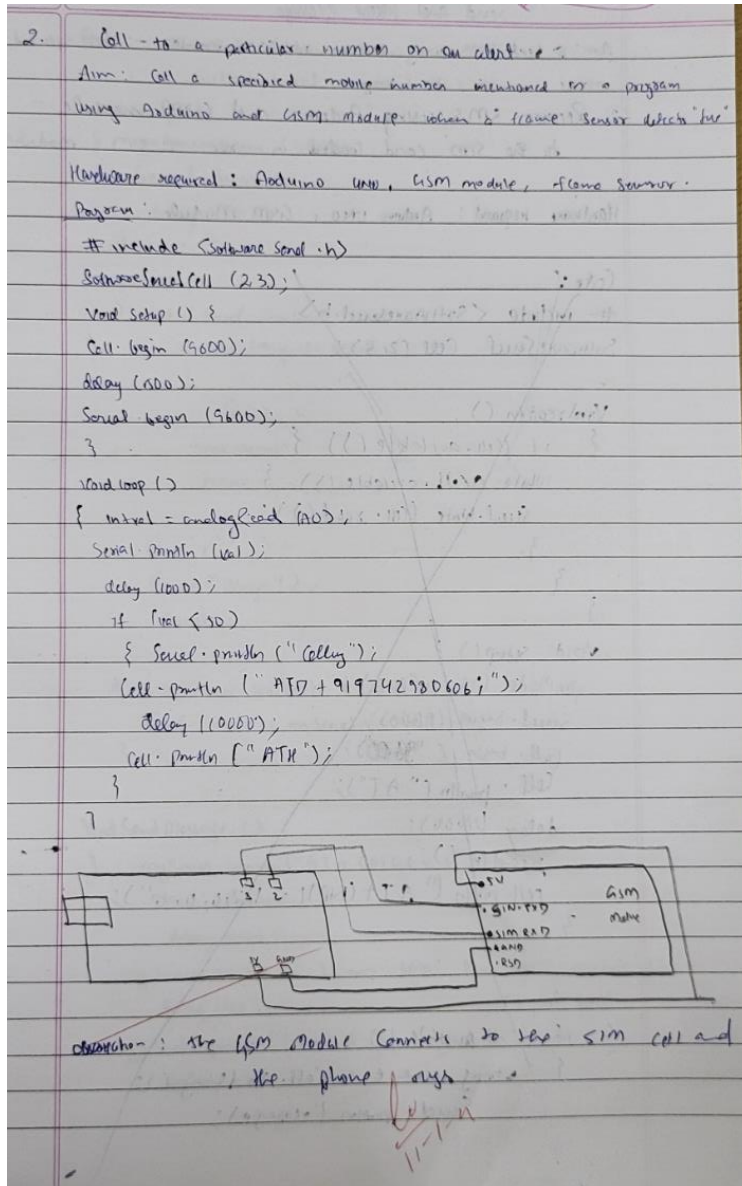 2. Call - to a particular number on an alert :
Aim: Call a specified mobile number mentioned in a program
using Arduino and GSM module when a flame sensor detects "fire"
Hardware required : Arduino UNO, GSM module, flame sensor.
Program :
# include <Software Serial .h>
SoftwareSerial Cell (2,3);
Void setup () {
Cell. begin (9600);
delay (500);
Serial begin (9600);
}
Void loop ()
{ int val = analogRead (A0);
Serial. println (val);
delay (1000);
if (val < 50)
{ Serial. println ("Calling");
Cell. println ("ATD + 919742980606;");
delay (10000);
Cell. println ("ATH");
}
}
3 2
5V
GSM
SIM TXD
SIM RXD
GND
5V GND
Observation : the GSM Module Connects to the SIM cell and
the phone rings